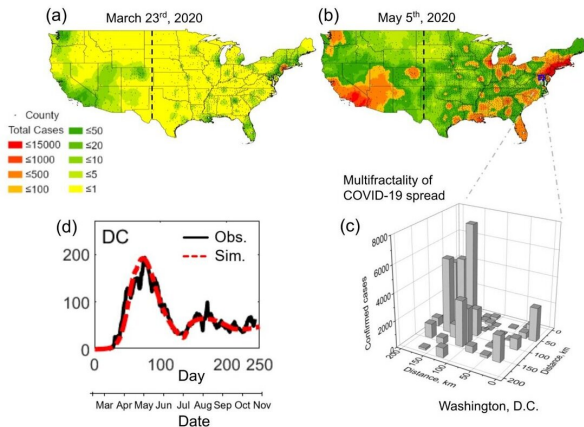 (a) March 23rd, 2020
(b) May 5th, 2020
County
Total Cases
≤15000
≤1000
≤500
≤100
≤50
≤20
≤10
≤5
≤1
Multifractality of
COVID-19 spread
(c)
8000
6000
4000
2000
Confirmed cases
200
150
100
50
0
Distance, km
0
50
100
150
200
Distance, km
Washington, D.C.
(d)
DC
Obs.
Sim.
200
100
0
0 50 100 150 200 250
Day
Mar Apr May Jun Jul Aug Sep Oct Nov
Date